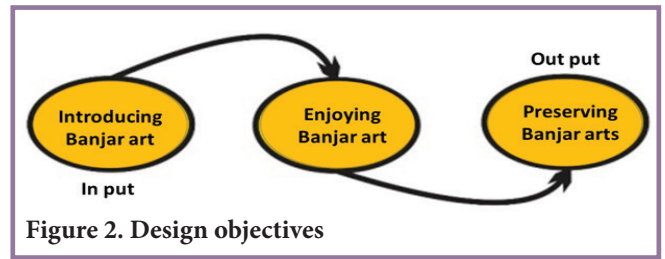 Out put
Introducing
Banjar art
Enjoying
Banjar art
Preserving
Banjar arts
In put
Figure 2. Design objectives